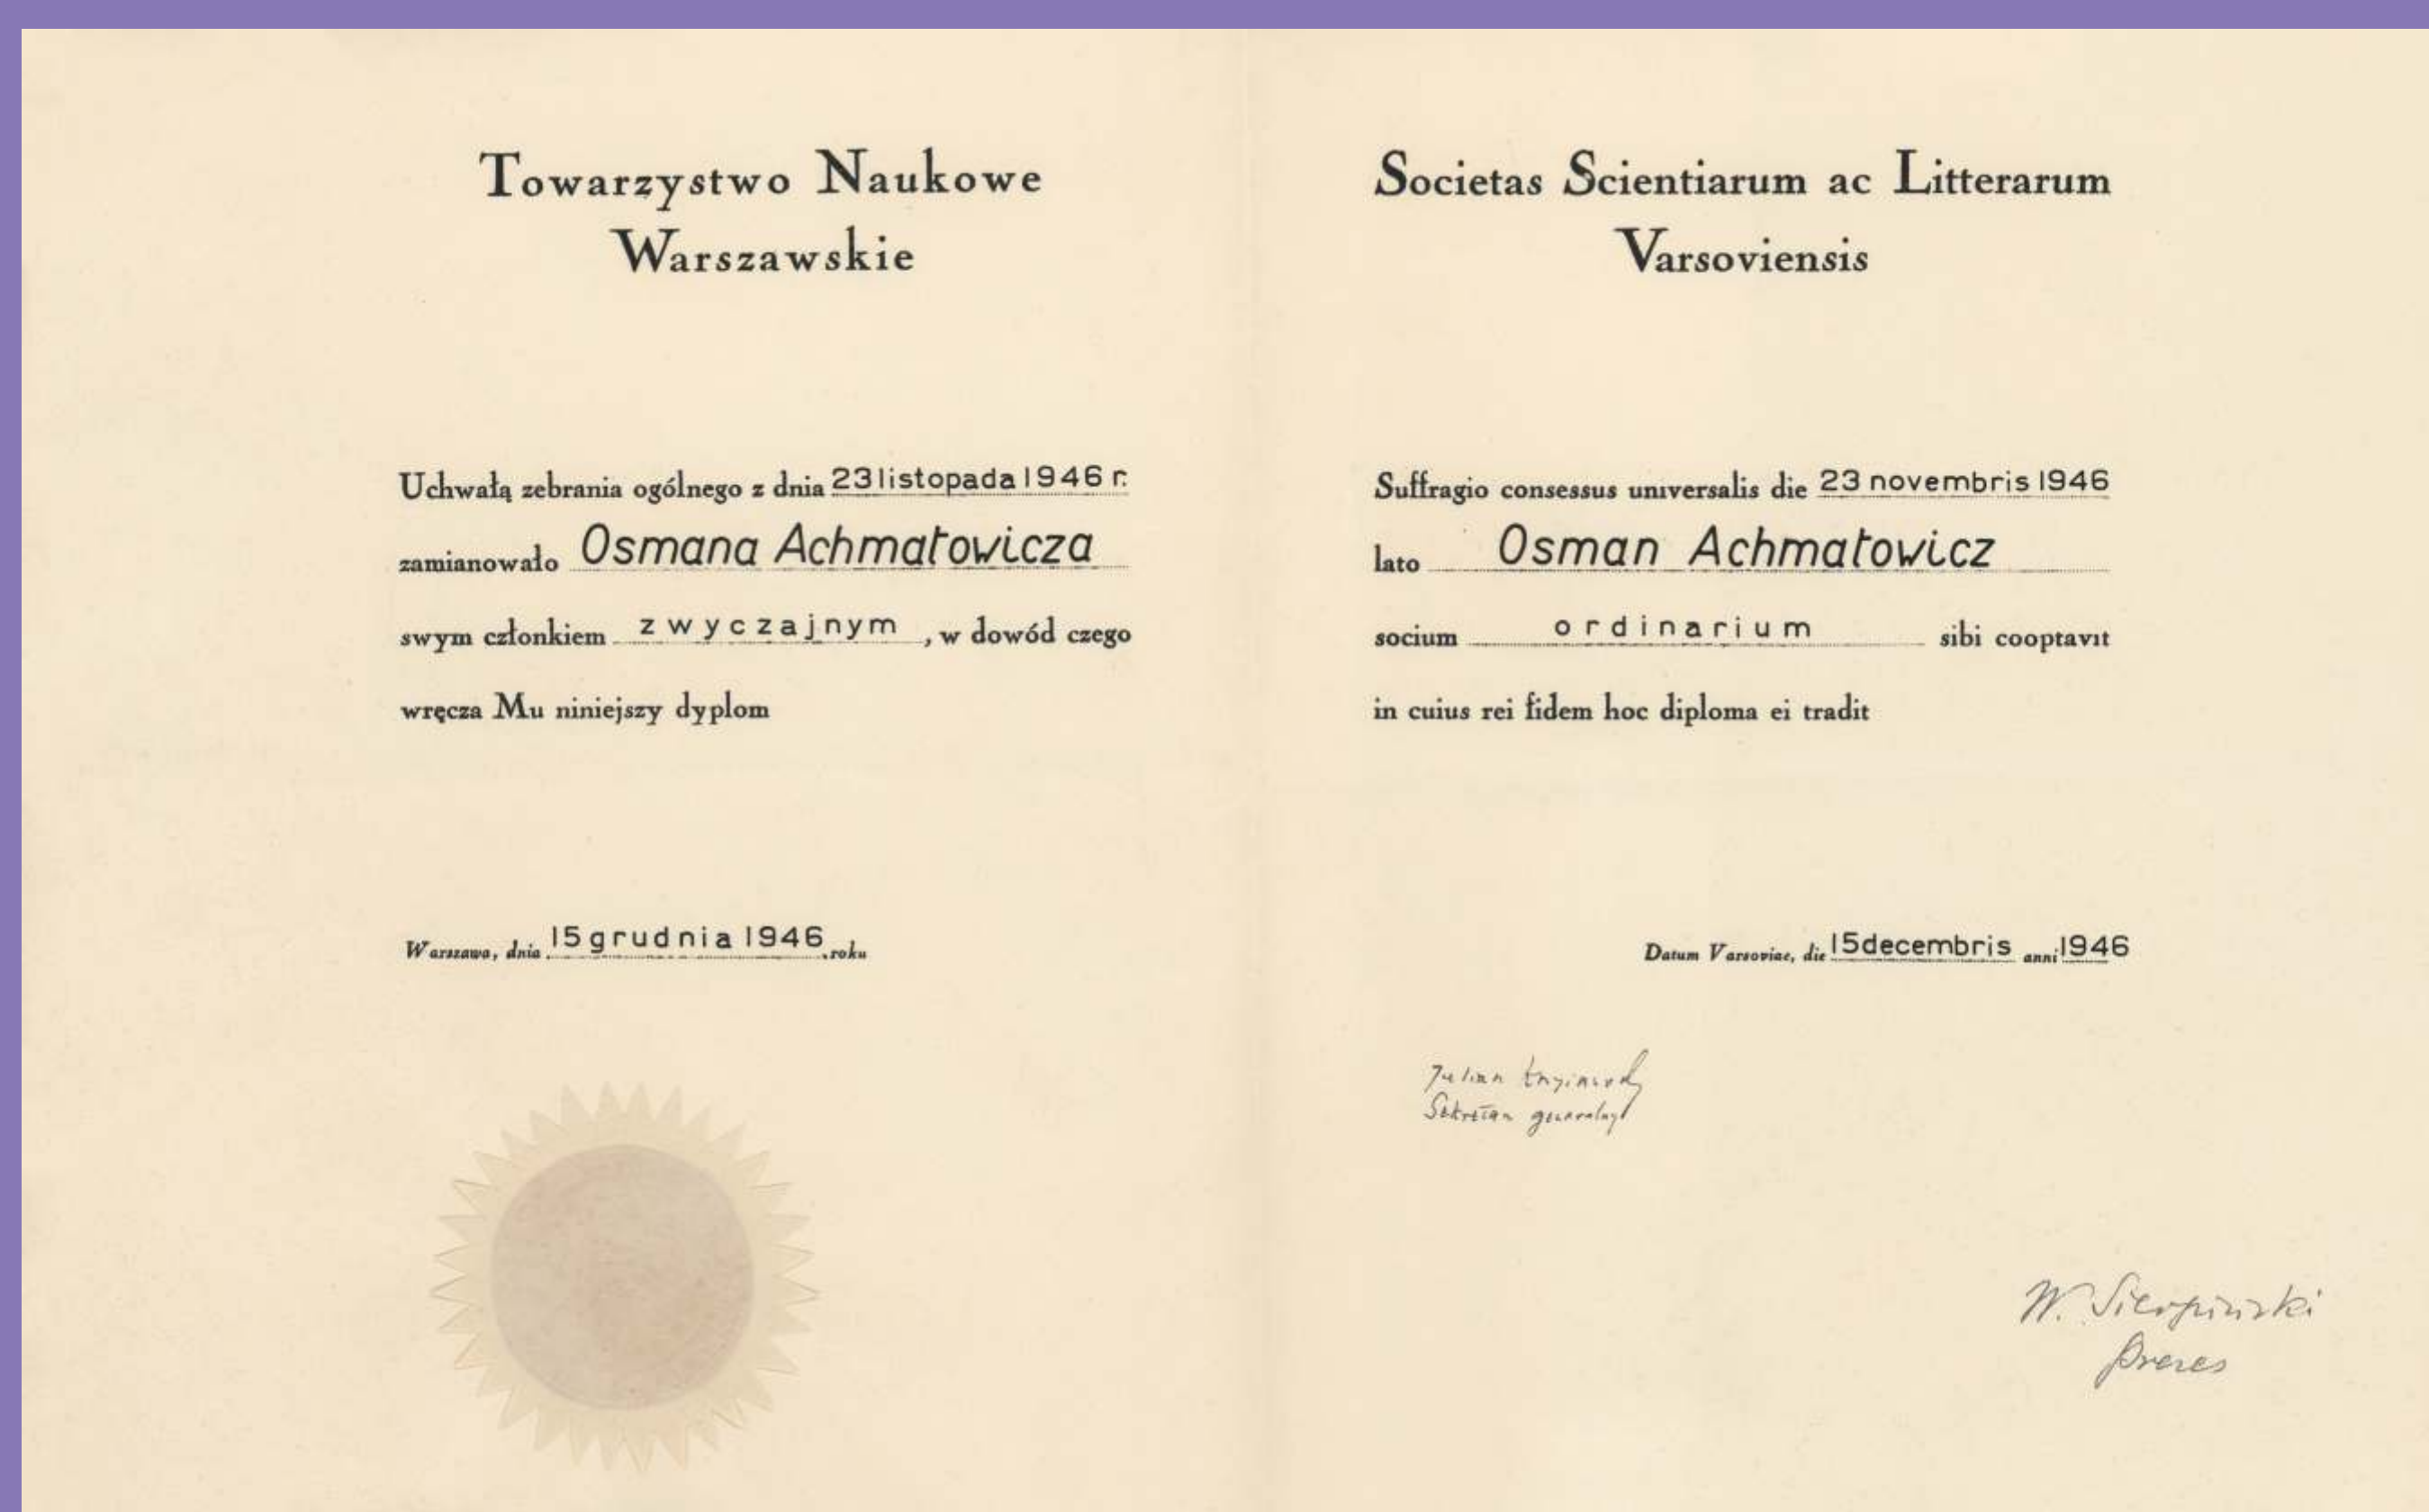 Towarzystwo Naukowe
Warszawskie
Uchwałą zebrania ogólnego z dnia 23 listopada 1946 r.
zamianowało Osmana Achmatowicza
swym członkiem zwyczajnym, w dowód czego
wręcza Mu niniejszy dyplom
Warszawa, dnia 15 grudnia 1946 roku
Societas Scientiarum ac Litterarum
Varsoviensis
Suffragio consessus universalis die 23 novembris 1946
lato Osman Achmatowicz
socium ordinarium sibi cooptavit
in cuius rei fidem hoc diploma ei tradit
Datum Varsoviae, die 15 decembris anni 1946
Julian
Sekretarz generalny
W. Sierpiński
Prezes